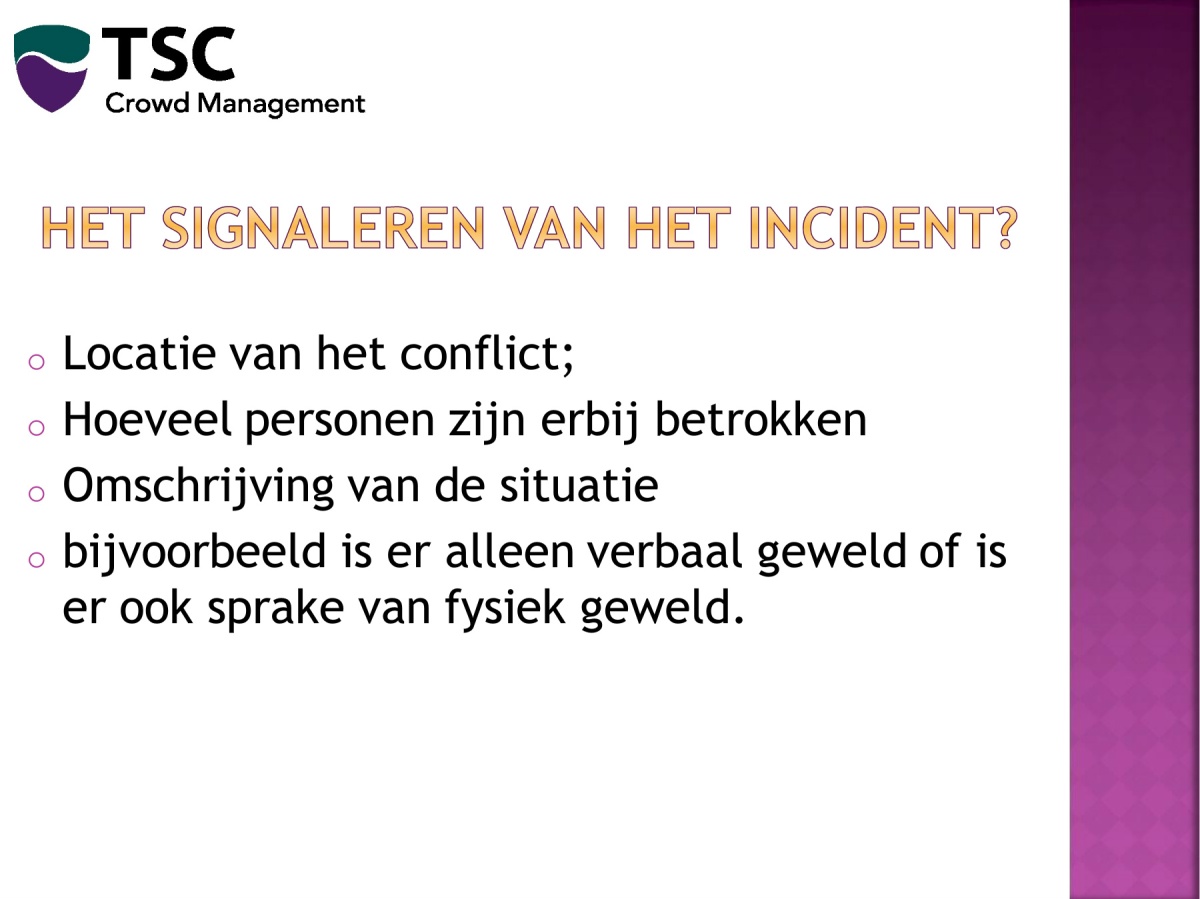 TSC
Crowd Management
HET SIGNALEREN VAN HET INCIDENT?
o Locatie van het conflict;
o Hoeveel personen zijn erbij betrokken
o Omschrijving van de situatie
o bijvoorbeeld is er alleen verbaal geweld of is
er ook sprake van fysiek geweld.